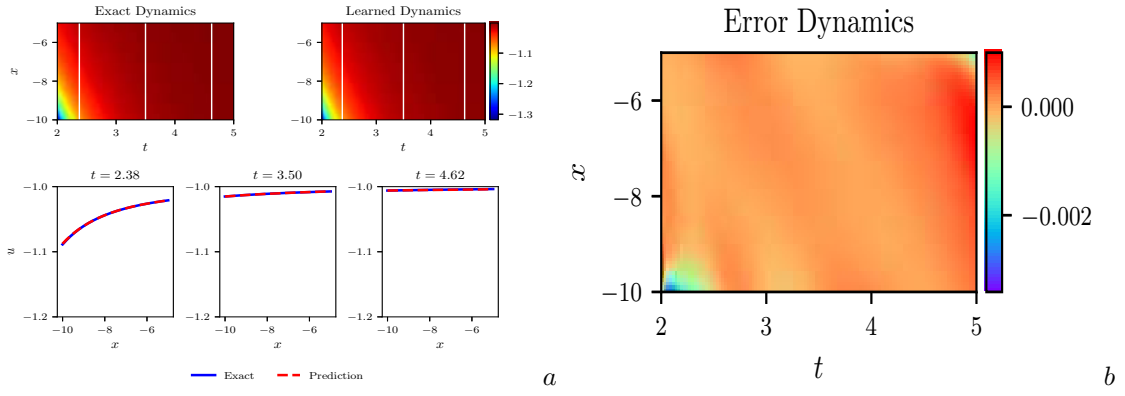 Exact Dynamics
Learned Dynamics
Error Dynamics
−6
−8
−10
x
2 3 4 5
t
−6
−8
−10
2 3 4 5
t
−1.1
−1.2
−1.3
t = 2.38
t = 3.50
t = 4.62
−1.0
−1.1
−1.2
u
−10 −8 −6
x
−1.0
−1.1
−1.2
−10 −8 −6
x
−1.0
−1.1
−1.2
−10 −8 −6
x
Exact
Prediction
a
−6
−8
−10
x
2 3 4 5
t
0.000
−0.002
b